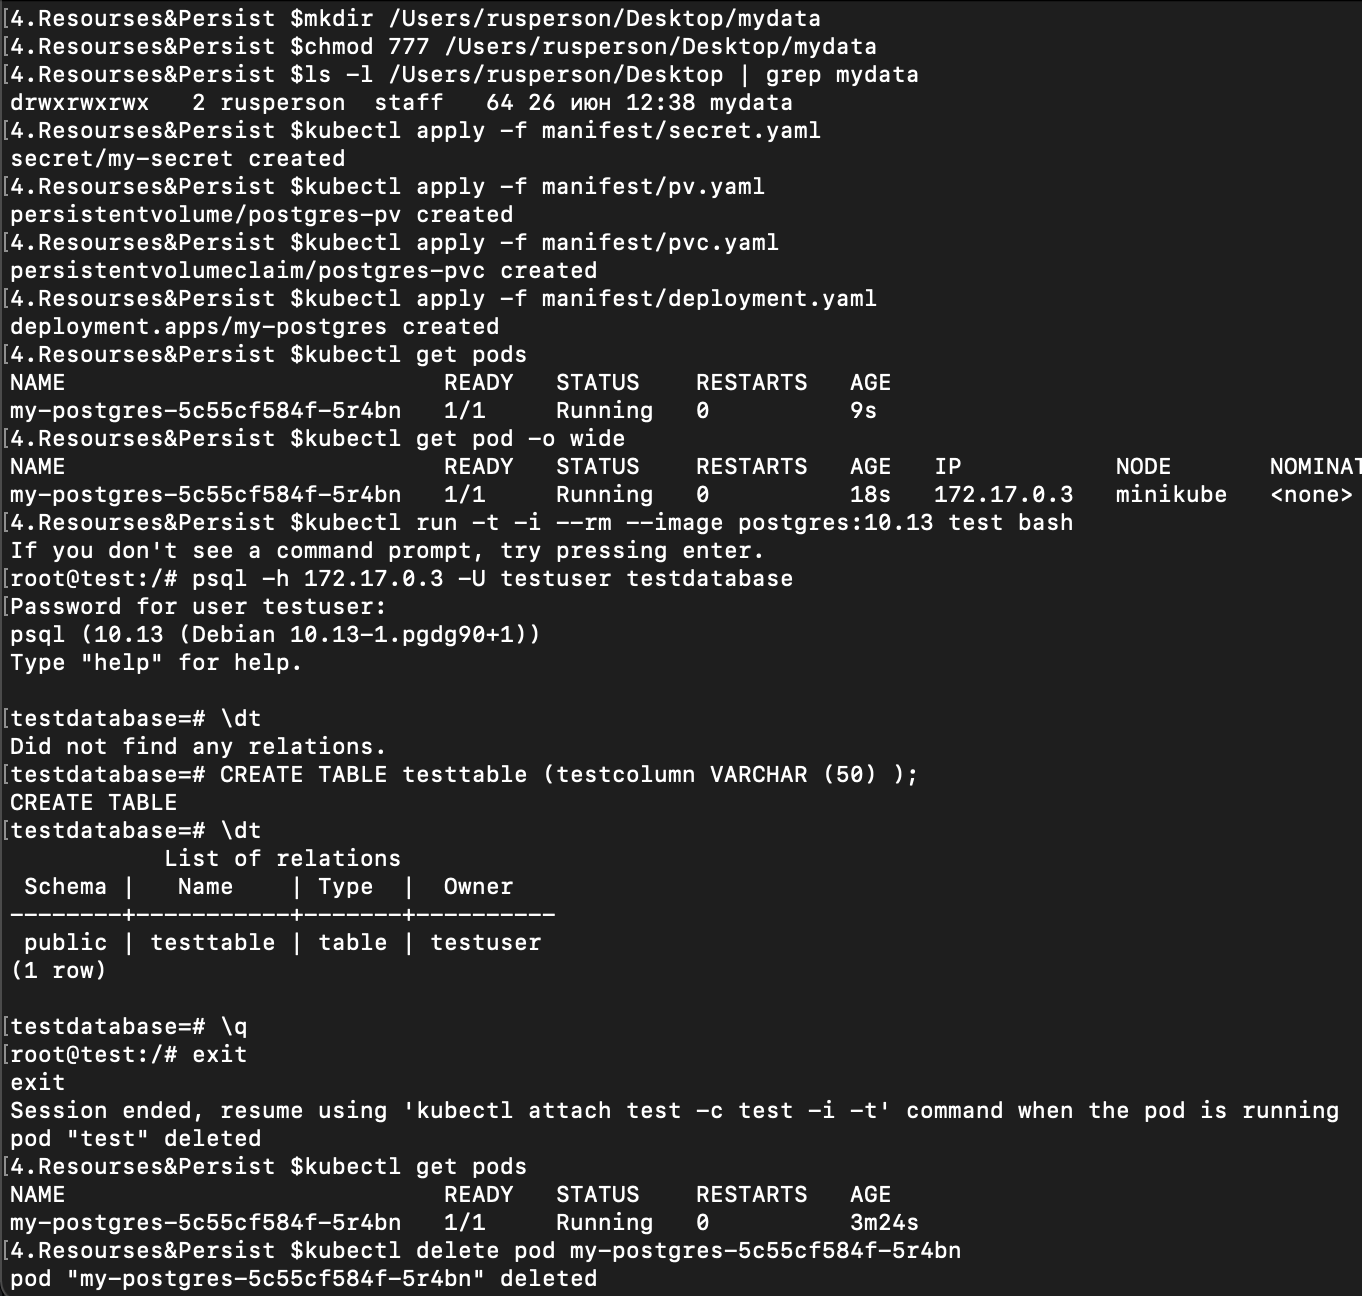 [4.Resourses&Persist $mkdir /Users/rusperson/Desktop/mydata
[4.Resourses&Persist $chmod 777 /Users/rusperson/Desktop/mydata
[4.Resourses&Persist $ls -l /Users/rusperson/Desktop | grep mydata
drwxrwxrwx   2 rusperson  staff   64 26 июн 12:38 mydata
[4.Resourses&Persist $kubectl apply -f manifest/secret.yaml
secret/my-secret created
[4.Resourses&Persist $kubectl apply -f manifest/pv.yaml
persistentvolume/postgres-pv created
[4.Resourses&Persist $kubectl apply -f manifest/pvc.yaml
persistentvolumeclaim/postgres-pvc created
[4.Resourses&Persist $kubectl apply -f manifest/deployment.yaml
deployment.apps/my-postgres created
[4.Resourses&Persist $kubectl get pods
NAME                           READY   STATUS    RESTARTS   AGE
my-postgres-5c55cf584f-5r4bn   1/1     Running   0          9s
[4.Resourses&Persist $kubectl get pod -o wide
NAME                           READY   STATUS    RESTARTS   AGE   IP           NODE       NOMINAT
my-postgres-5c55cf584f-5r4bn   1/1     Running   0          18s   172.17.0.3   minikube   <none>
[4.Resourses&Persist $kubectl run -t -i --rm --image postgres:10.13 test bash
If you don't see a command prompt, try pressing enter.
[root@test:/# psql -h 172.17.0.3 -U testuser testdatabase
[Password for user testuser:
psql (10.13 (Debian 10.13-1.pgdg90+1))
Type "help" for help.

[testdatabase=# \dt
Did not find any relations.
[testdatabase=# CREATE TABLE testtable (testcolumn VARCHAR (50) );
CREATE TABLE
[testdatabase=# \dt
           List of relations
 Schema |   Name    | Type  |  Owner
--------+-----------+-------+----------
 public | testtable | table | testuser
(1 row)

[testdatabase=# \q
[root@test:/# exit
exit
Session ended, resume using 'kubectl attach test -c test -i -t' command when the pod is running
pod "test" deleted
[4.Resourses&Persist $kubectl get pods
NAME                           READY   STATUS    RESTARTS   AGE
my-postgres-5c55cf584f-5r4bn   1/1     Running   0          3m24s
[4.Resourses&Persist $kubectl delete pod my-postgres-5c55cf584f-5r4bn
pod "my-postgres-5c55cf584f-5r4bn" deleted